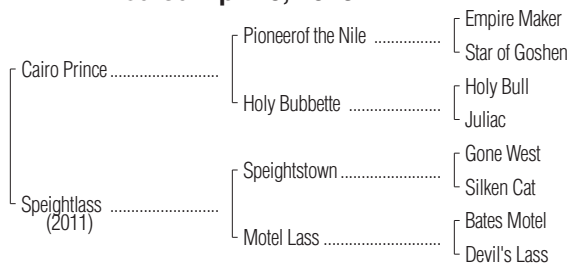 Pioneerof the Nile ................ Empire Maker
Star of Goshen
Cairo Prince ......................
Holy Bubbette .................. Holy Bull
Juliac
Speightstown .................... Gone West
Silken Cat
Speightlass ......................
(2011)
Motel Lass ........................ Bates Motel
Devil's Lass